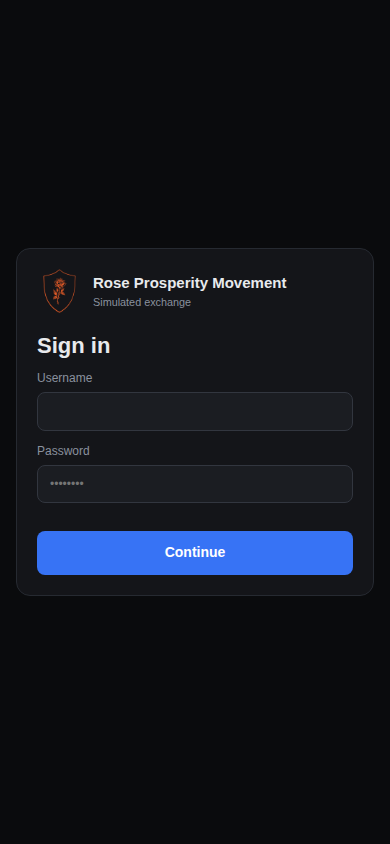 Rose Prosperity Movement
Simulated exchange
Sign in
Username
Password
••••••••
Continue